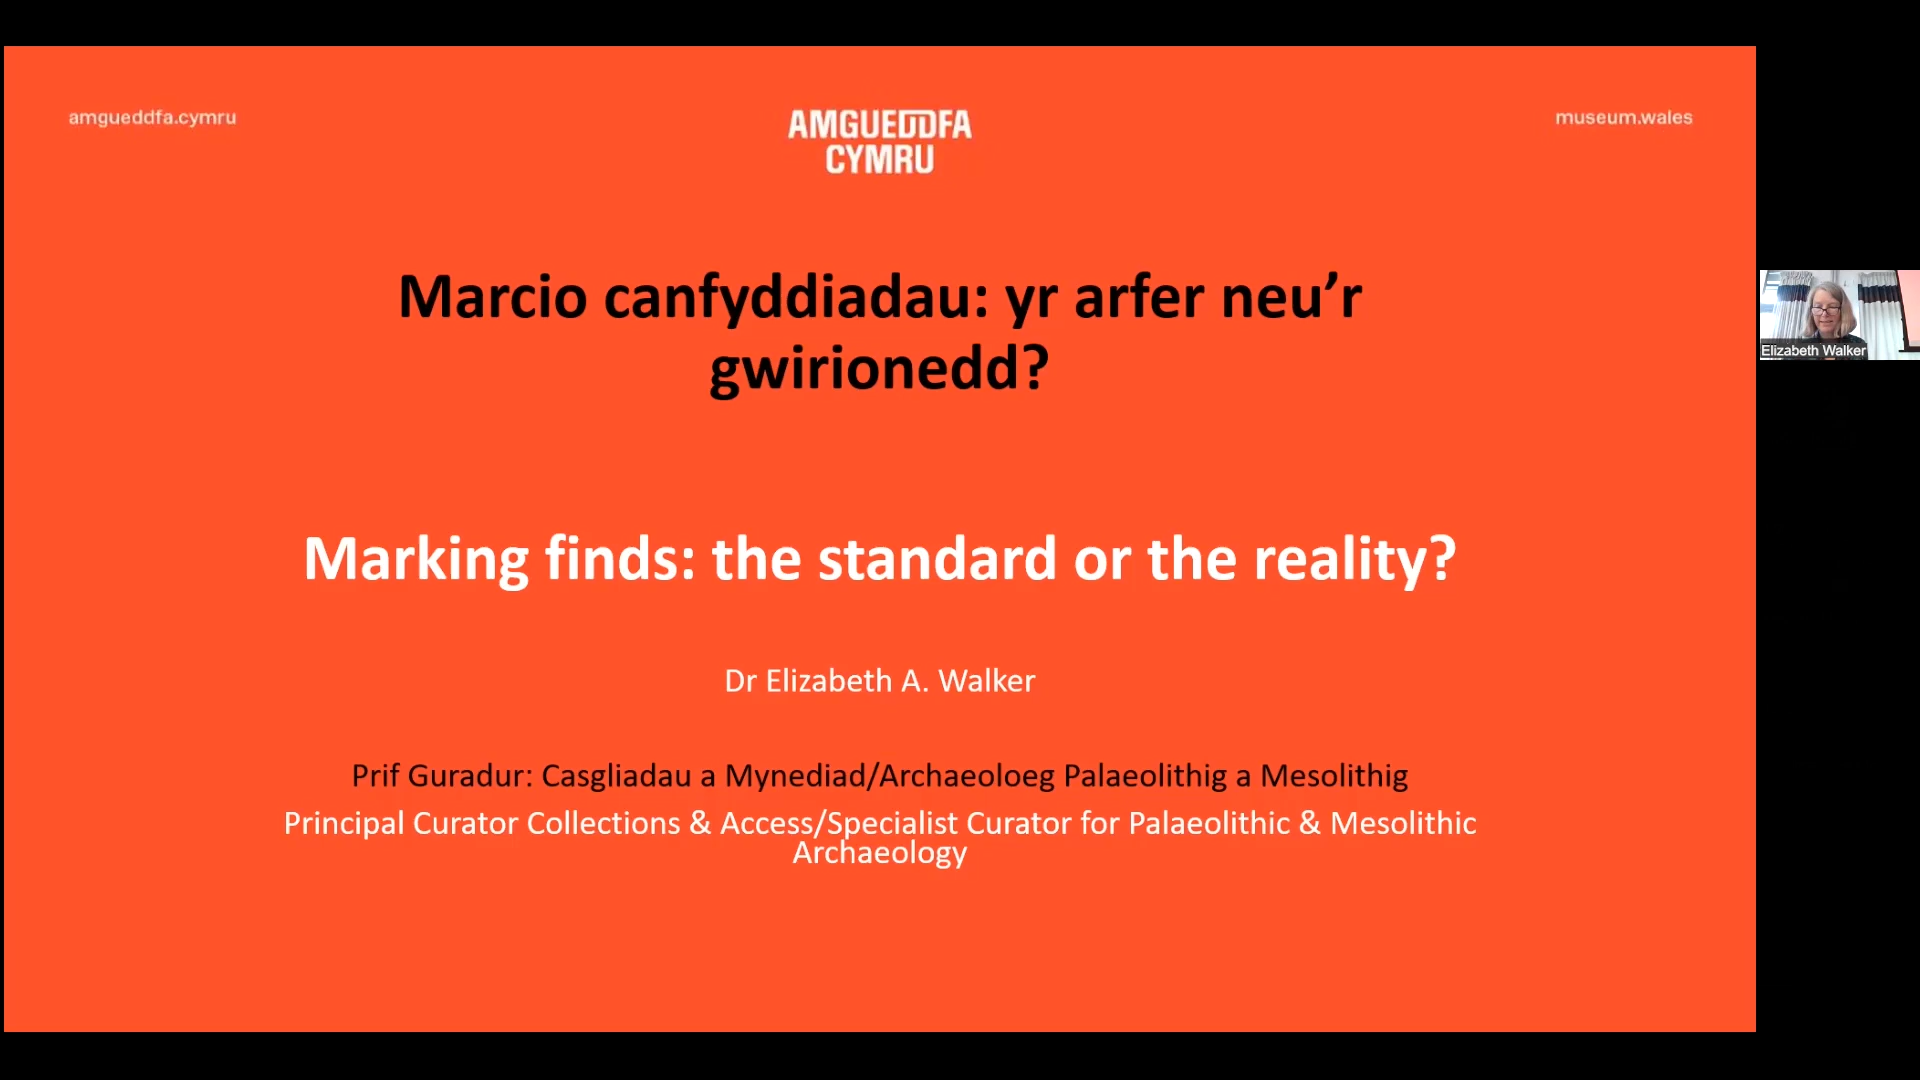 amgueddfa.cymru
AMGUEDDFA
CYMRU
museum.wales
Marcio canfyddiadau: yr arfer neu’r
gwirionedd?
Marking finds: the standard or the reality?
Dr Elizabeth A. Walker
Prif Guradur: Casgliadau a Mynediad/Archaeoloeg Palaeolithig a Mesolithig
Principal Curator Collections & Access/Specialist Curator for Palaeolithic & Mesolithic
Archaeology
Elizabeth Walker